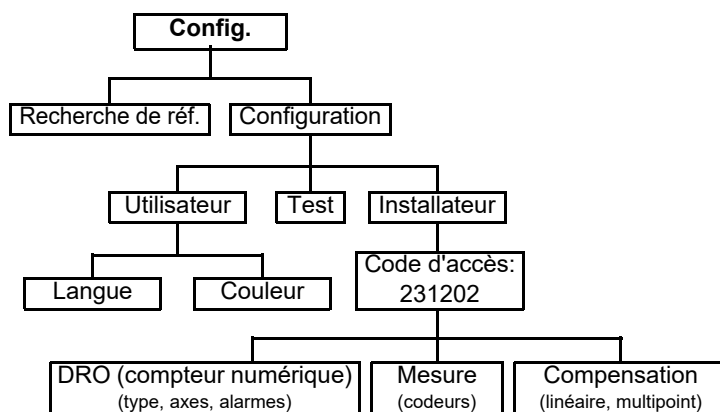 Config.
Recherche de réf.
Configuration
Utilisateur
Test
Installateur
Langue
Couleur
Code d'accès:
231202
DRO (compteur numérique)
(type, axes, alarmes)
Mesure
(codeurs)
Compensation
(linéaire, multipoint)